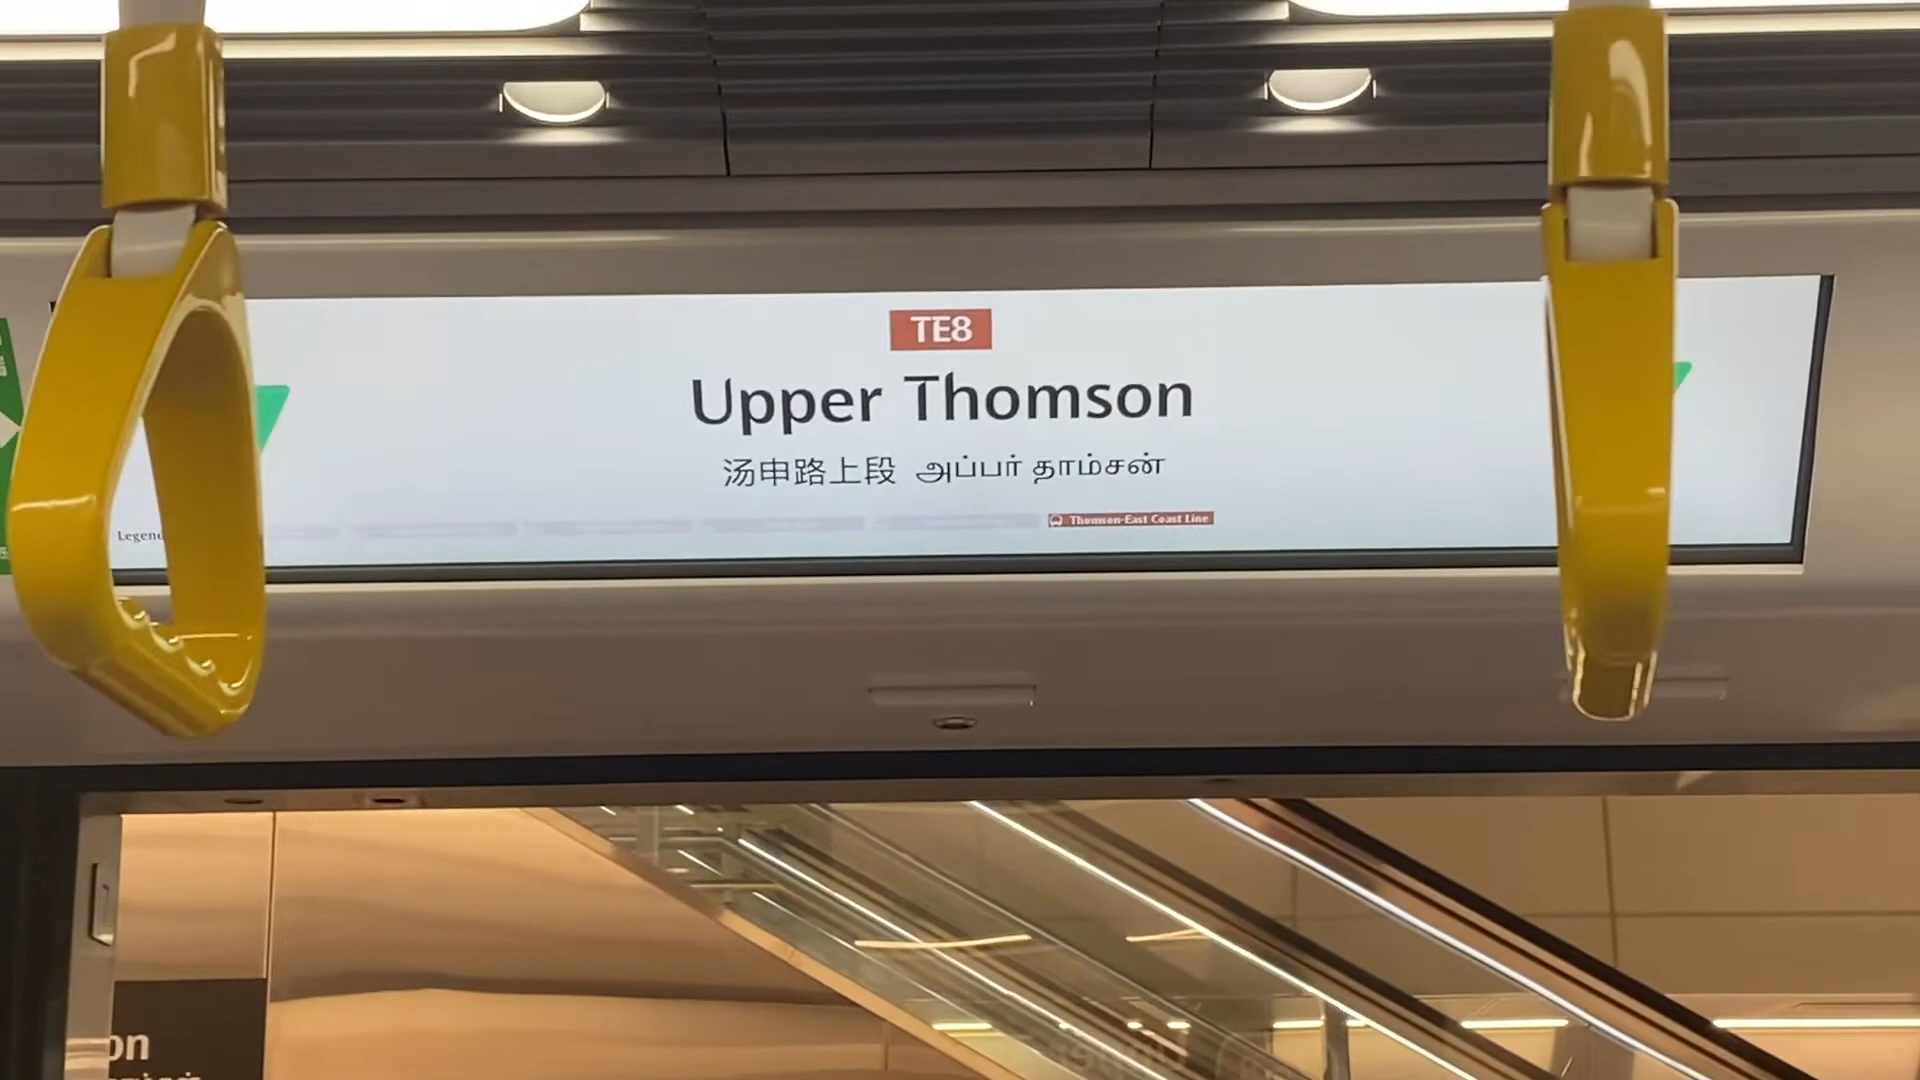 TE8
Upper Thomson
汤申路上段 அப்பர் தாம்சன்
Legend
Thomson-East Coast Line
on